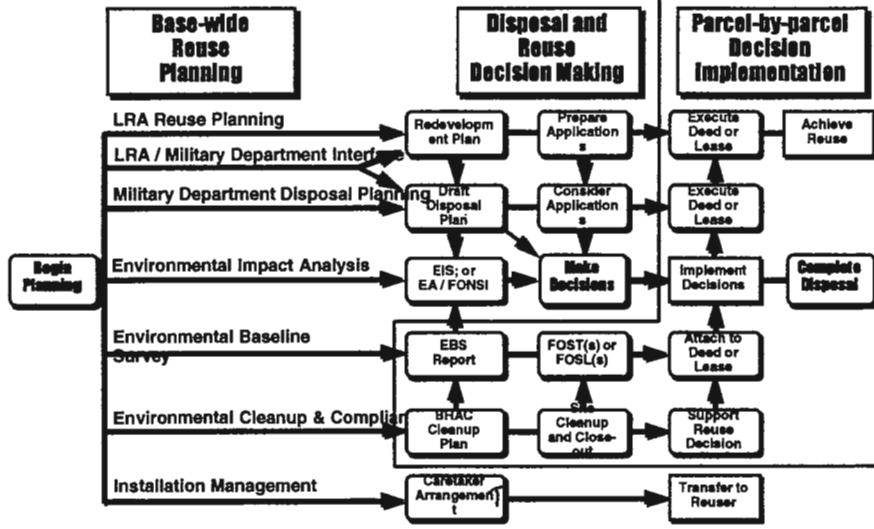 Base-wide
Reuse
Planning
Disposal and
Reuse
Decision Making
Parcel-by-parcel
Decision
Implementation
LRA Reuse Planning
Redevelopm
ent Plan
Prepare
Application
s
Execute
Deed or
Lease
Achieve
Reuse
LRA / Military Department Interface
Military Department Disposal Planning
Draft
Disposal
Plan
Consider
Application
s
Execute
Deed or
Lease
Begin
Planning
Environmental Impact Analysis
EIS; or
EA / FONSI
Make
Decisions
Implement
Decisions
Complete
Disposal
Environmental Baseline
Survey
EBS
Report
FOST(s) or
FOSL(s)
Attach to
Deed or
Lease
Environmental Cleanup & Complian
BRAC
Cleanup
Plan
Site
Cleanup
and Close-
out
Support
Reuse
Decision
Installation Management
Caretaker
Arrangemen
t
Transfer to
Reuser